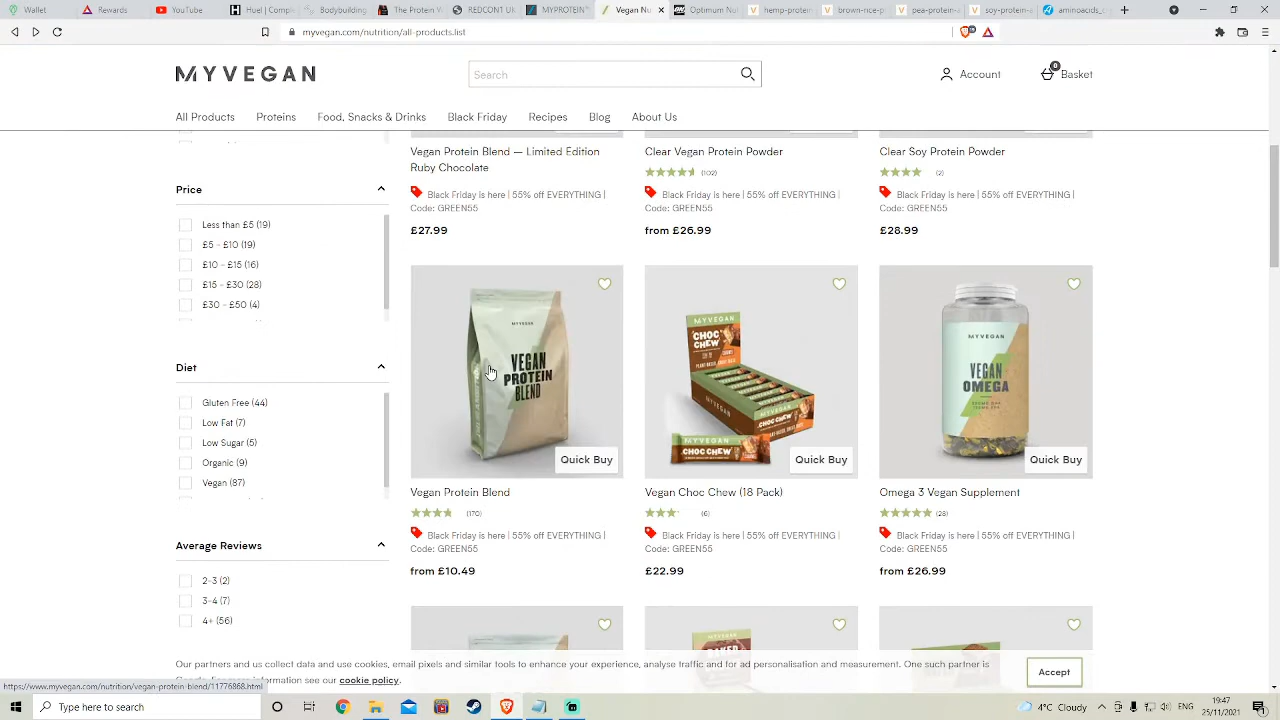 Wallet
Rewards
YouTube
Huel | Compl
Bodybuilding
The Protein W
REDCON1 UK
MYPROTEIN
Vegan Nu
Optimum Nut
hemp-protein
brown-rice-p
pea-protein-i
soy-protein-a
aminoacids_c
myvegan.com/nutrition/all-products.list
MYVEGAN
Search
Account
0
Basket
All Products
Proteins
Food, Snacks & Drinks
Black Friday
Recipes
Blog
About Us
Price
Less than £5 (19)
£5 - £10 (19)
£10 - £15 (16)
£15 - £30 (28)
£30 - £50 (4)
Diet
Gluten Free (44)
Low Fat (7)
Low Sugar (5)
Organic (9)
Vegan (87)
Average Reviews
2-3 (2)
3-4 (7)
4+ (56)
Vegan Protein Blend — Limited Edition
Ruby Chocolate
Black Friday is here | 55% off EVERYTHING |
Code: GREEN55
£27.99
Clear Vegan Protein Powder
(102)
Black Friday is here | 55% off EVERYTHING |
Code: GREEN55
from £26.99
Clear Soy Protein Powder
(2)
Black Friday is here | 55% off EVERYTHING |
Code: GREEN55
£28.99
MYVEGAN
VEGAN
PROTEIN
BLEND
Quick Buy
MYVEGAN
CHOC
CHEW
MYVEGAN
CHOC CHEW
MYVEGAN
CHOC CHEW
Quick Buy
MYVEGAN
VEGAN
OMEGA
Quick Buy
Vegan Protein Blend
(170)
Black Friday is here | 55% off EVERYTHING |
Code: GREEN55
from £10.49
Vegan Choc Chew (18 Pack)
(6)
Black Friday is here | 55% off EVERYTHING |
Code: GREEN55
£22.99
Omega 3 Vegan Supplement
(28)
Black Friday is here | 55% off EVERYTHING |
Code: GREEN55
from £26.99
MYVEGAN
BAKED
Our partners and us collect data and use cookies, email pixels and similar tools to enhance your experience, analyse traffic and for ad personalisation and measurement. One such partner is
information see our cookie policy.
Accept
https://www.myvegan.com/nutrition/vegan-protein-blend/11776868.html
Type here to search
4°C Cloudy
ENG
19:47
25/11/2021